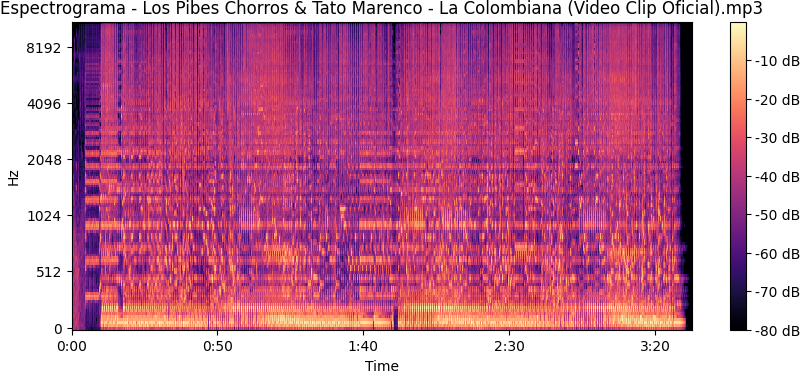 Espectrograma - Los Pibes Chorros & Tato Marenco - La Colombiana (Video Clip Oficial).mp3
8192
4096
2048
1024
512
0
Hz
0:00
0:50
1:40
2:30
3:20
Time
-10 dB
-20 dB
-30 dB
-40 dB
-50 dB
-60 dB
-70 dB
-80 dB